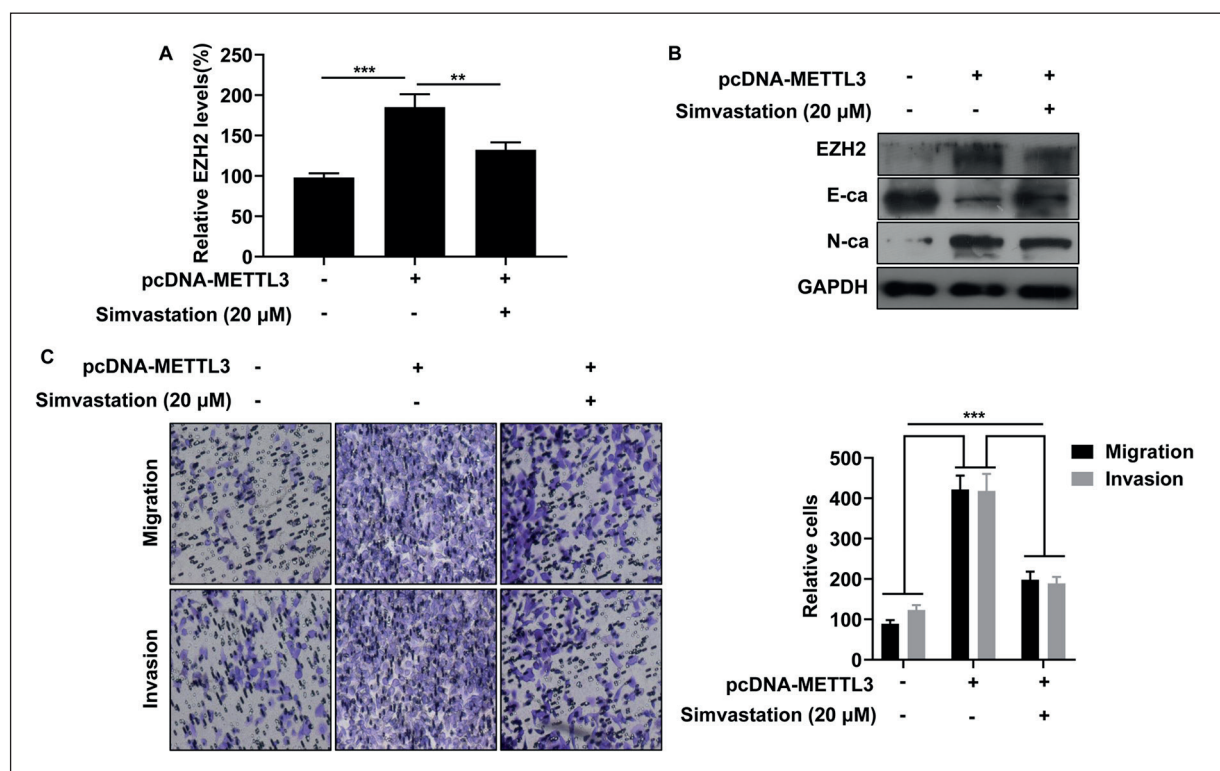 A
Relative EZH2 levels(%)
250
200
150
100
50
0
*** **
pcDNA-METTL3 - + +
Simvastation (20 µM) - - +
B
pcDNA-METTL3 - + +
Simvastation (20 µM) - - +
EZH2
E-ca
N-ca
GAPDH
C
pcDNA-METTL3 - + +
Simvastation (20 µM) - - +
Migration
Invasion
***
Migration
Invasion
Relative cells
500
400
300
200
100
0
pcDNA-METTL3 - + +
Simvastation (20 µM) - - +